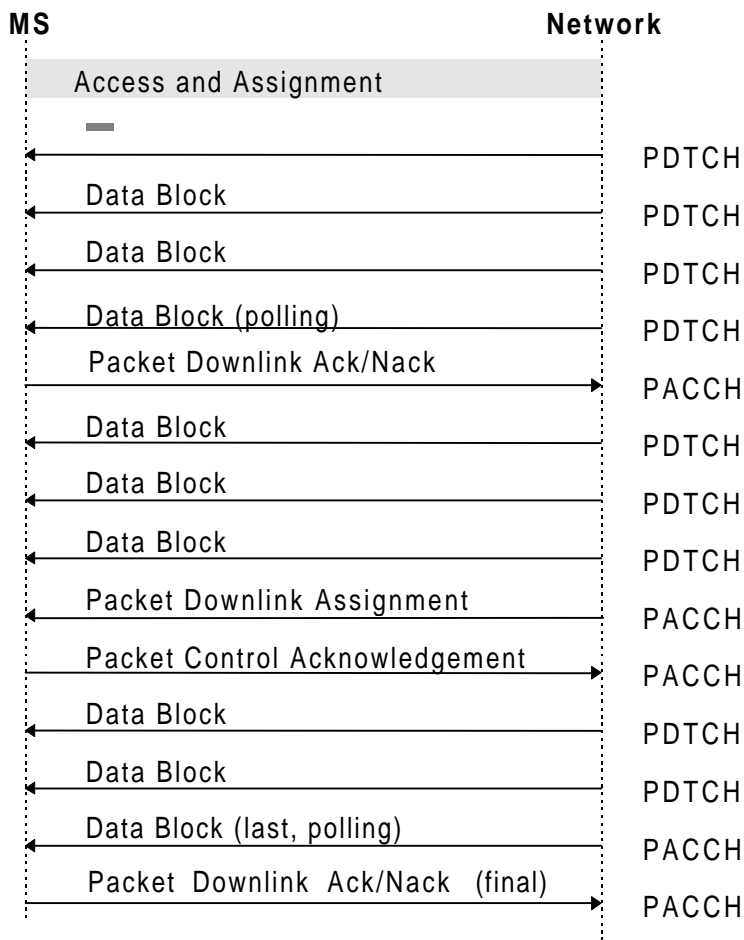 MS Network
Access and Assignment
PDTCH
Data Block
PDTCH
Data Block
PDTCH
Data Block (polling)
PDTCH
Packet Downlink Ack/Nack
PACCH
Data Block
PDTCH
Data Block
PDTCH
Data Block
PDTCH
Packet Downlink Assignment
PACCH
Packet Control Acknowledgement
PACCH
Data Block
PDTCH
Data Block
PDTCH
Data Block (last, polling)
PACCH
Packet Downlink Ack/Nack (final)
PACCH